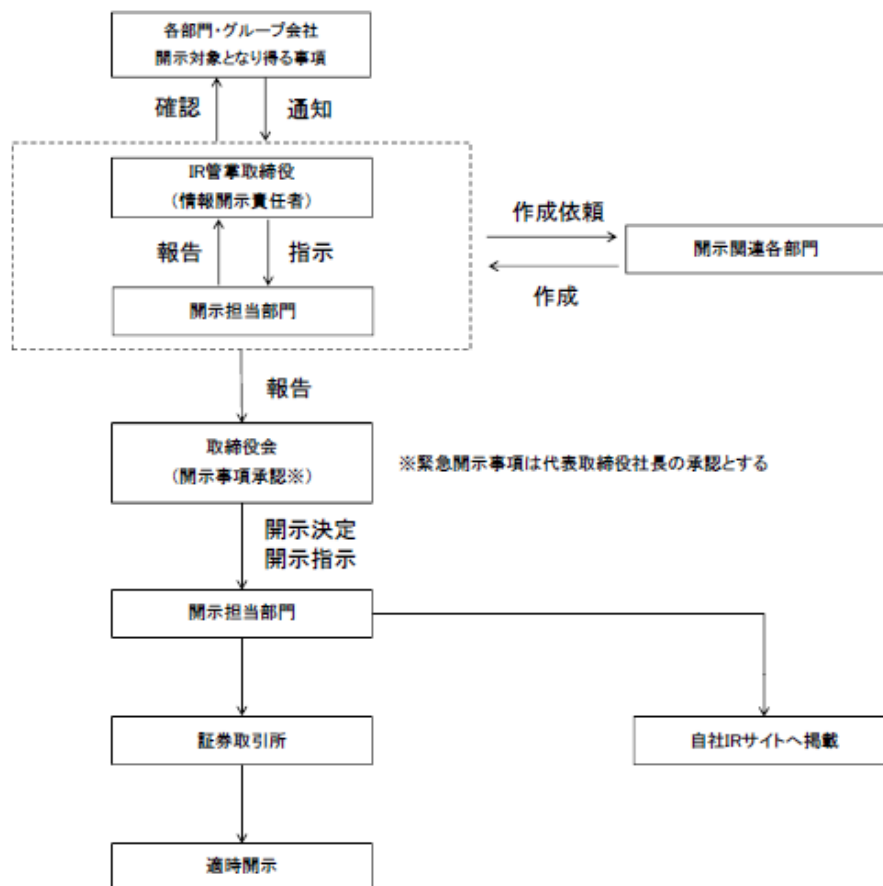 各部門・グループ会社
開示対象となり得る事項
確認
通知
IR管掌取締役
(情報開示責任者)
作成依頼
報告
指示
開示関連各部門
作成
開示担当部門
報告
取締役会
(開示事項承認※)
※緊急開示事項は代表取締役社長の承認とする
開示決定
開示指示
開示担当部門
証券取引所
自社IRサイトへ掲載
適時開示